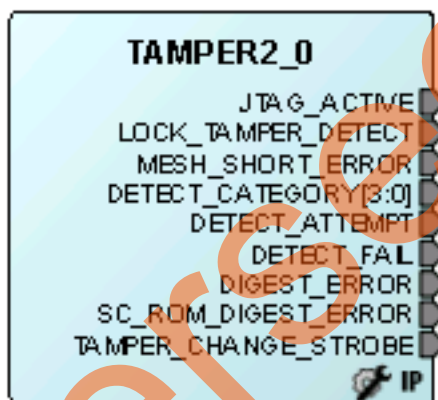 TAMPER2_0
JTAG_ACTIVE
LOCK_TAMPER_DETECT
MESH_SHORT_ERROR
DETECT_CATEGORY[3:0]
DETECT_ATTEMPT
DETECT_FAIL
DIGEST_ERROR
SC_ROM_DIGEST_ERROR
TAMPER_CHANGE_STROBE
IP